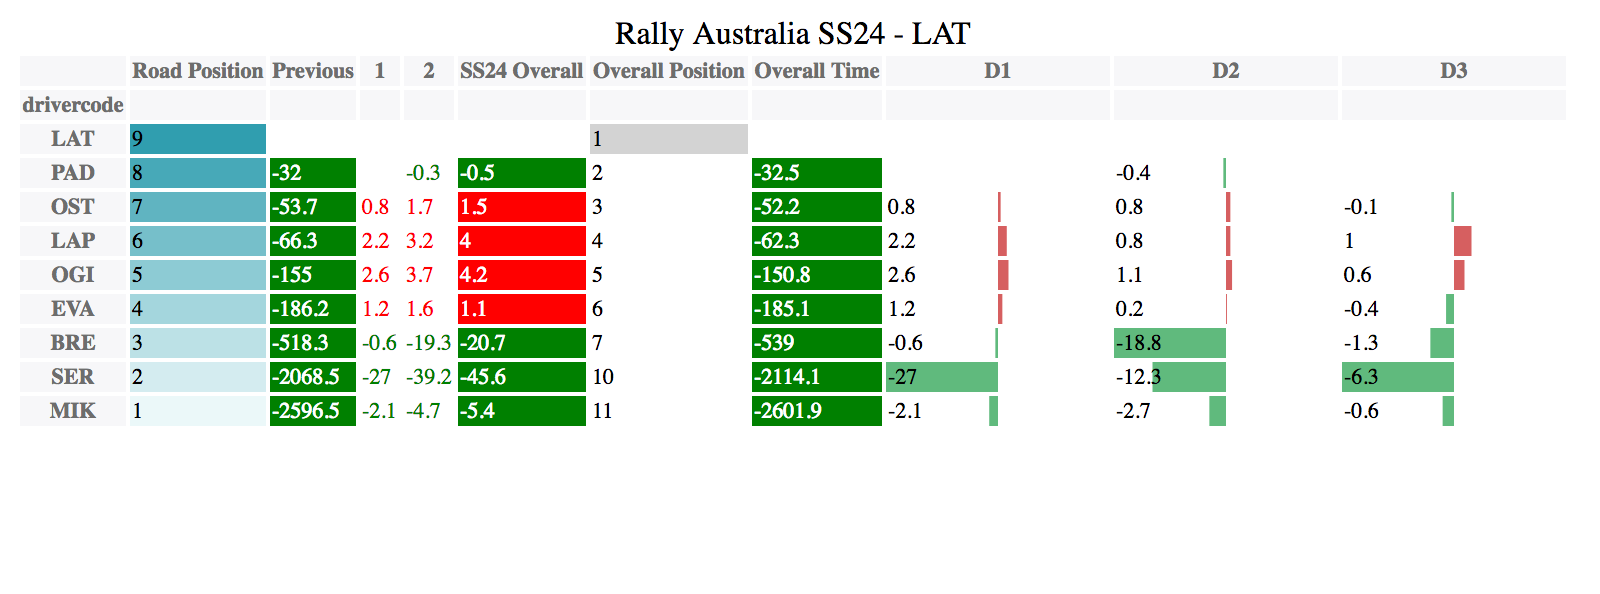 Rally Australia SS24 - LAT
Road Position Previous 1 2 SS24 Overall Overall Position Overall Time D1 D2 D3
drivercode
LAT 9 1
PAD 8 -32 -0.3 -0.5 2 -32.5 -0.4
OST 7 -53.7 0.8 1.7 1.5 3 -52.2 0.8 0.8 -0.1
LAP 6 -66.3 2.2 3.2 4 4 -62.3 2.2 0.8 1
OGI 5 -155 2.6 3.7 4.2 5 -150.8 2.6 1.1 0.6
EVA 4 -186.2 1.2 1.6 1.1 6 -185.1 1.2 0.2 -0.4
BRE 3 -518.3 -0.6 -19.3 -20.7 7 -539 -0.6 -18.8 -1.3
SER 2 -2068.5 -27 -39.2 -45.6 10 -2114.1 -27 -12.3 -6.3
MIK 1 -2596.5 -2.1 -4.7 -5.4 11 -2601.9 -2.1 -2.7 -0.6